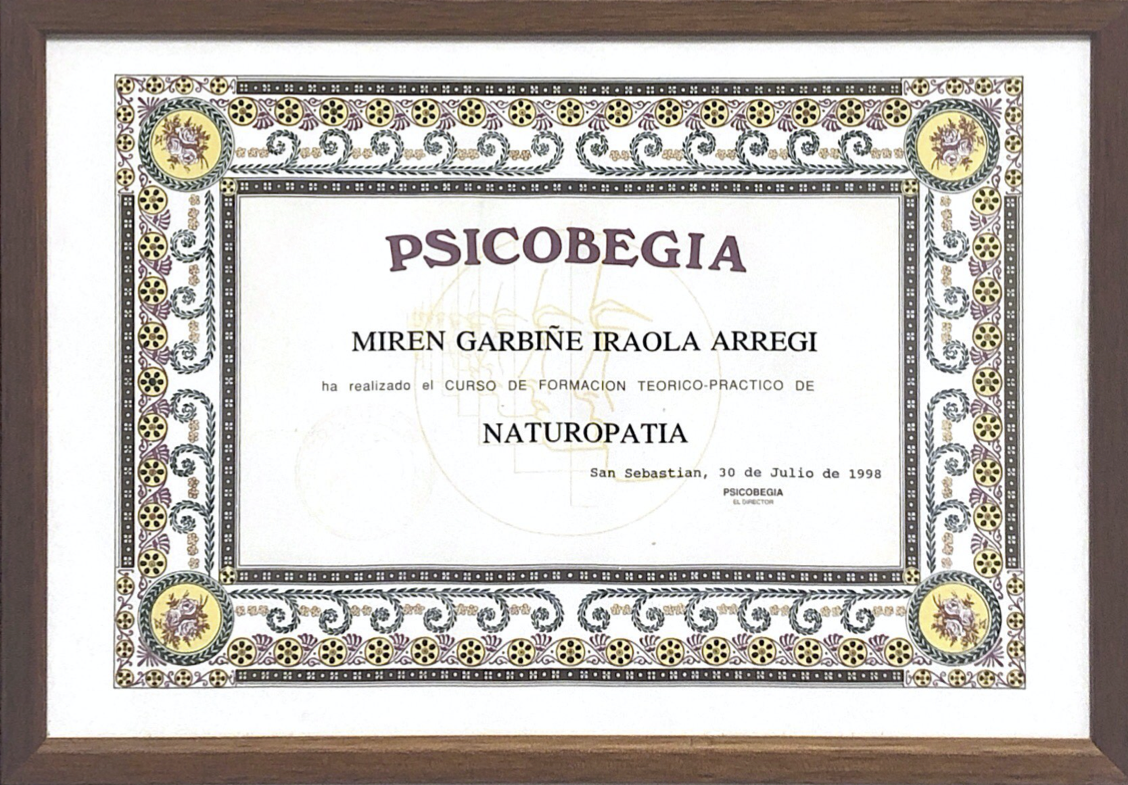 PSICOBEGIA
MIREN GARBIÑE IRAOLA ARREGI
ha realizado el CURSO DE FORMACION TEORICO-PRACTICO DE
NATUROPATIA
San Sebastian, 30 de Julio de 1998
PSICOBEGIA
EL DIRECTOR